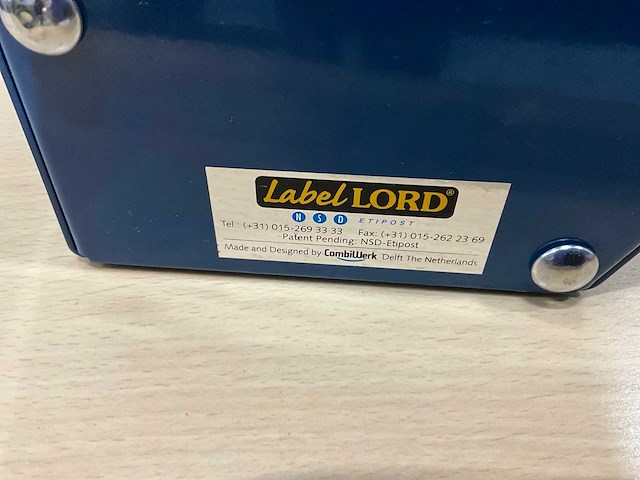 Label LORD®
N S D ETIPOST
Tel : (+31) 015-269 33 33 Fax: (+31) 015-262 23 69
Patent Pending: NSD-Etipost
Made and Designed by CombiWerk Delft The Netherlands